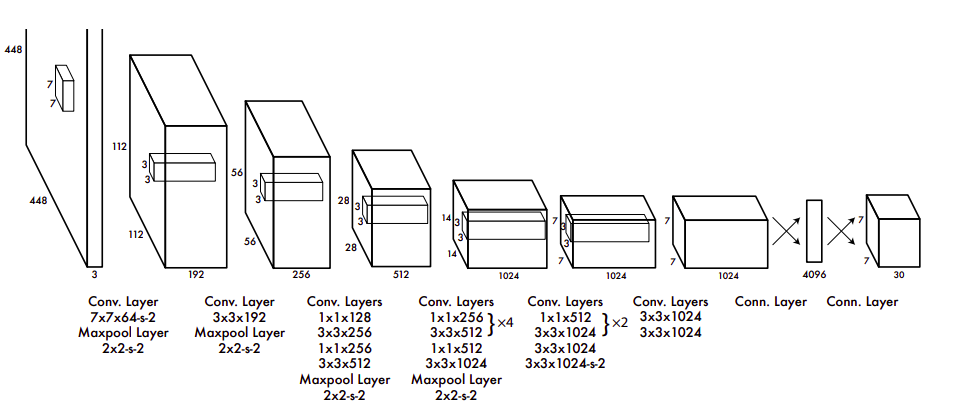 448
7
7
448
3
112
3
3
112
192
56
3
3
56
256
28
3
3
28
512
14
3
3
14
1024
7
3
3
7
1024
7
7
1024
4096
7
7
30
Conv. Layer
7x7x64-s-2
Maxpool Layer
2x2-s-2
Conv. Layer
3x3x192
Maxpool Layer
2x2-s-2
Conv. Layers
1x1x128
3x3x256
1x1x256
3x3x512
Maxpool Layer
2x2-s-2
Conv. Layers
1x1x256
3x3x512
}×4
1x1x512
3x3x1024
Maxpool Layer
2x2-s-2
Conv. Layers
1x1x512
3x3x1024
}×2
3x3x1024
3x3x1024-s-2
Conv. Layers
3x3x1024
3x3x1024
Conn. Layer
Conn. Layer